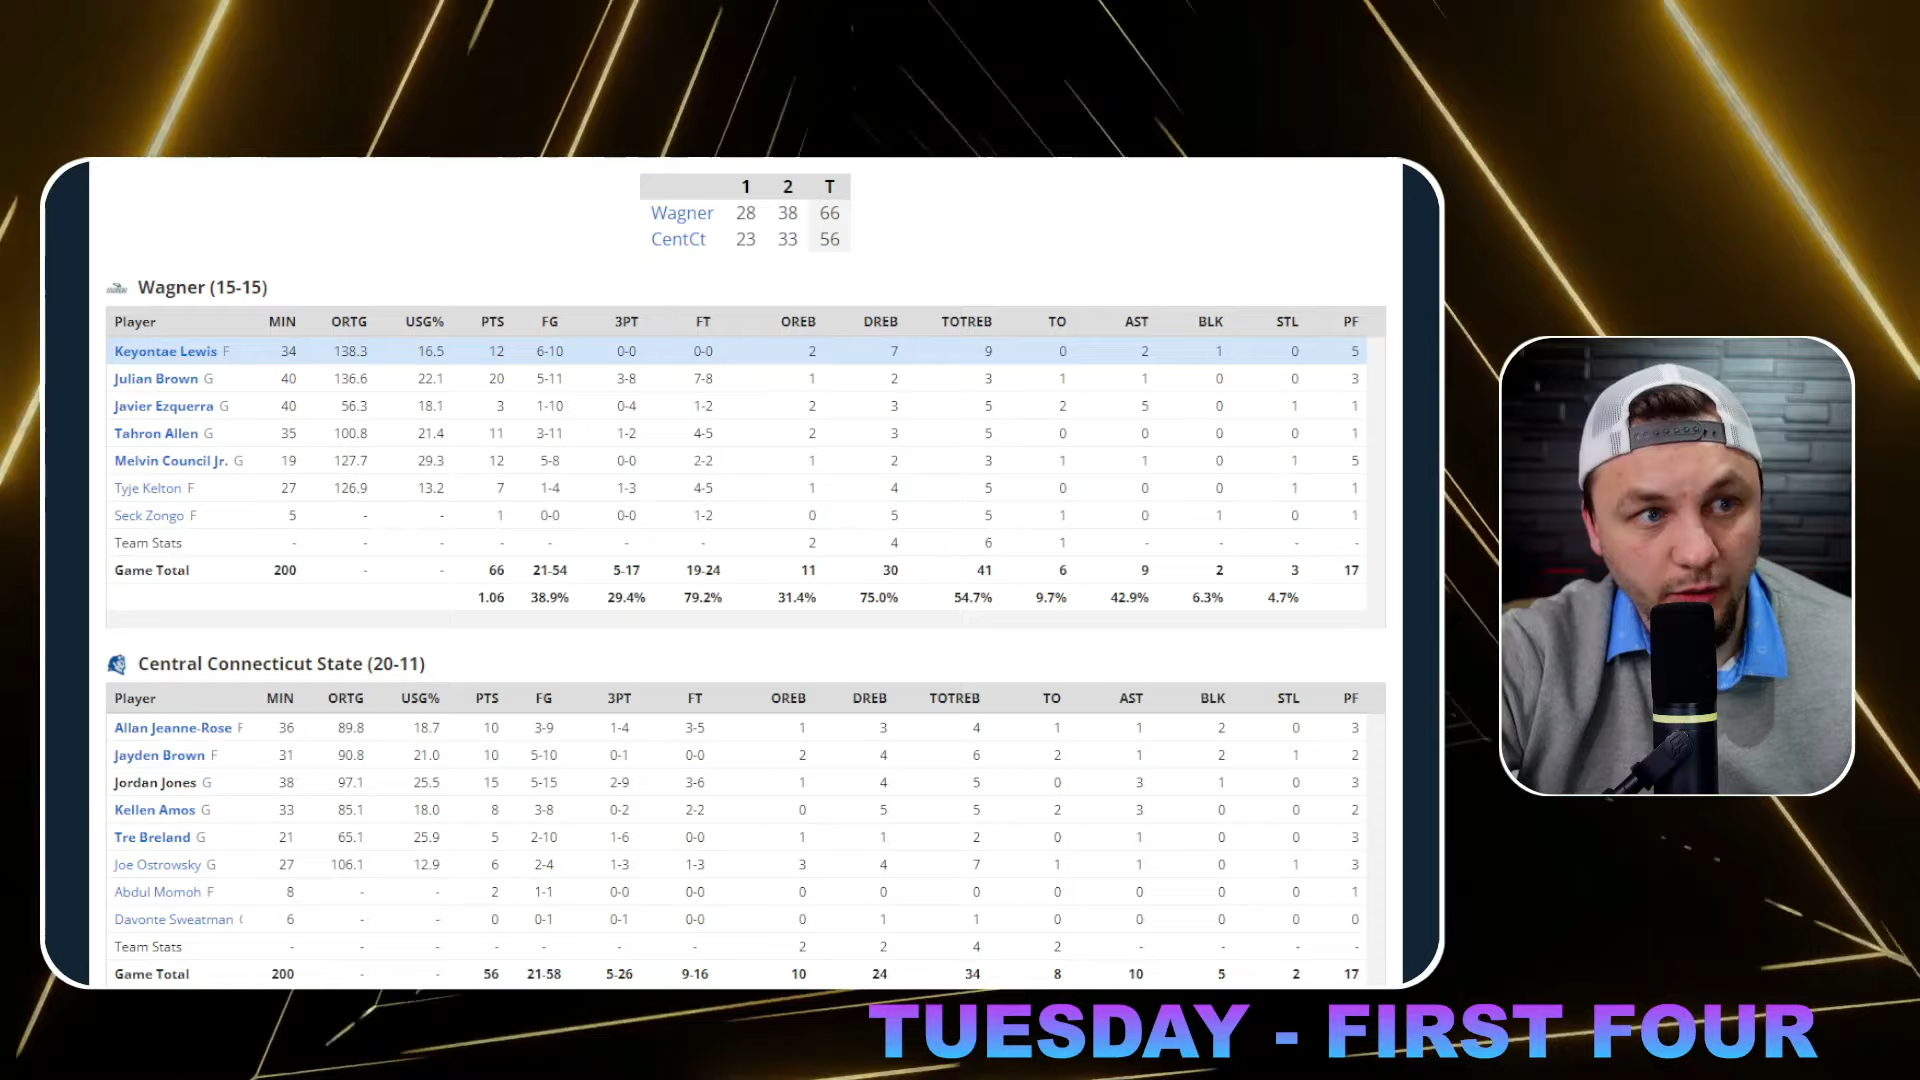 1 2 T
Wagner 28 38 66
CentCt 23 33 56
Wagner (15-15)
Player MIN ORTG USG% PTS FG 3PT FT OREB DREB TOTREB TO AST BLK STL PF
Keyontae Lewis F 34 138.3 16.5 12 6-10 0-0 0-0 2 7 9 0 2 1 0 5
Julian Brown G 40 136.6 22.1 20 5-11 3-8 7-8 1 2 3 1 1 0 0 3
Javier Ezquerra G 40 56.3 18.1 3 1-10 0-4 1-2 2 3 5 2 5 0 1 1
Tahron Allen G 35 100.8 21.4 11 3-11 1-2 4-5 2 3 5 0 0 0 0 1
Melvin Council Jr. G 19 127.7 29.3 12 5-8 0-0 2-2 1 2 3 1 1 0 1 5
Tyje Kelton F 27 126.9 13.2 7 1-4 1-3 4-5 1 4 5 0 0 0 1 1
Seck Zongo F 5 - - 1 0-0 0-0 1-2 0 5 5 1 0 1 0 1
Team Stats - - - - - - - 2 4 6 1 - - - -
Game Total 200 - - 66 21-54 5-17 19-24 11 30 41 6 9 2 3 17
1.06 38.9% 29.4% 79.2% 31.4% 75.0% 54.7% 9.7% 42.9% 6.3% 4.7%
Central Connecticut State (20-11)
Player MIN ORTG USG% PTS FG 3PT FT OREB DREB TOTREB TO AST BLK STL PF
Allan Jeanne-Rose F 36 89.8 18.7 10 3-9 1-4 3-5 1 3 4 1 1 2 0 3
Jayden Brown F 31 90.8 21.0 10 5-10 0-1 0-0 2 4 6 2 1 2 1 2
Jordan Jones G 38 97.1 25.5 15 5-15 2-9 3-6 1 4 5 0 3 1 0 3
Kellen Amos G 33 85.1 18.0 8 3-8 0-2 2-2 0 5 5 2 3 0 0 2
Tre Breland G 21 65.1 25.9 5 2-10 1-6 0-0 1 1 2 0 1 0 0 3
Joe Ostrowsky G 27 106.1 12.9 6 2-4 1-3 1-3 3 4 7 1 1 0 1 3
Abdul Momoh F 8 - - 2 1-1 0-0 0-0 0 0 0 0 0 0 0 1
Davonte Sweatman 6 - - 0 0-1 0-1 0-0 0 1 1 0 0 0 0 0
Team Stats - - - - - - - 2 2 4 2 - - - -
Game Total 200 - - 56 21-58 5-26 9-16 10 24 34 8 10 5 2 17
TUESDAY - FIRST FOUR